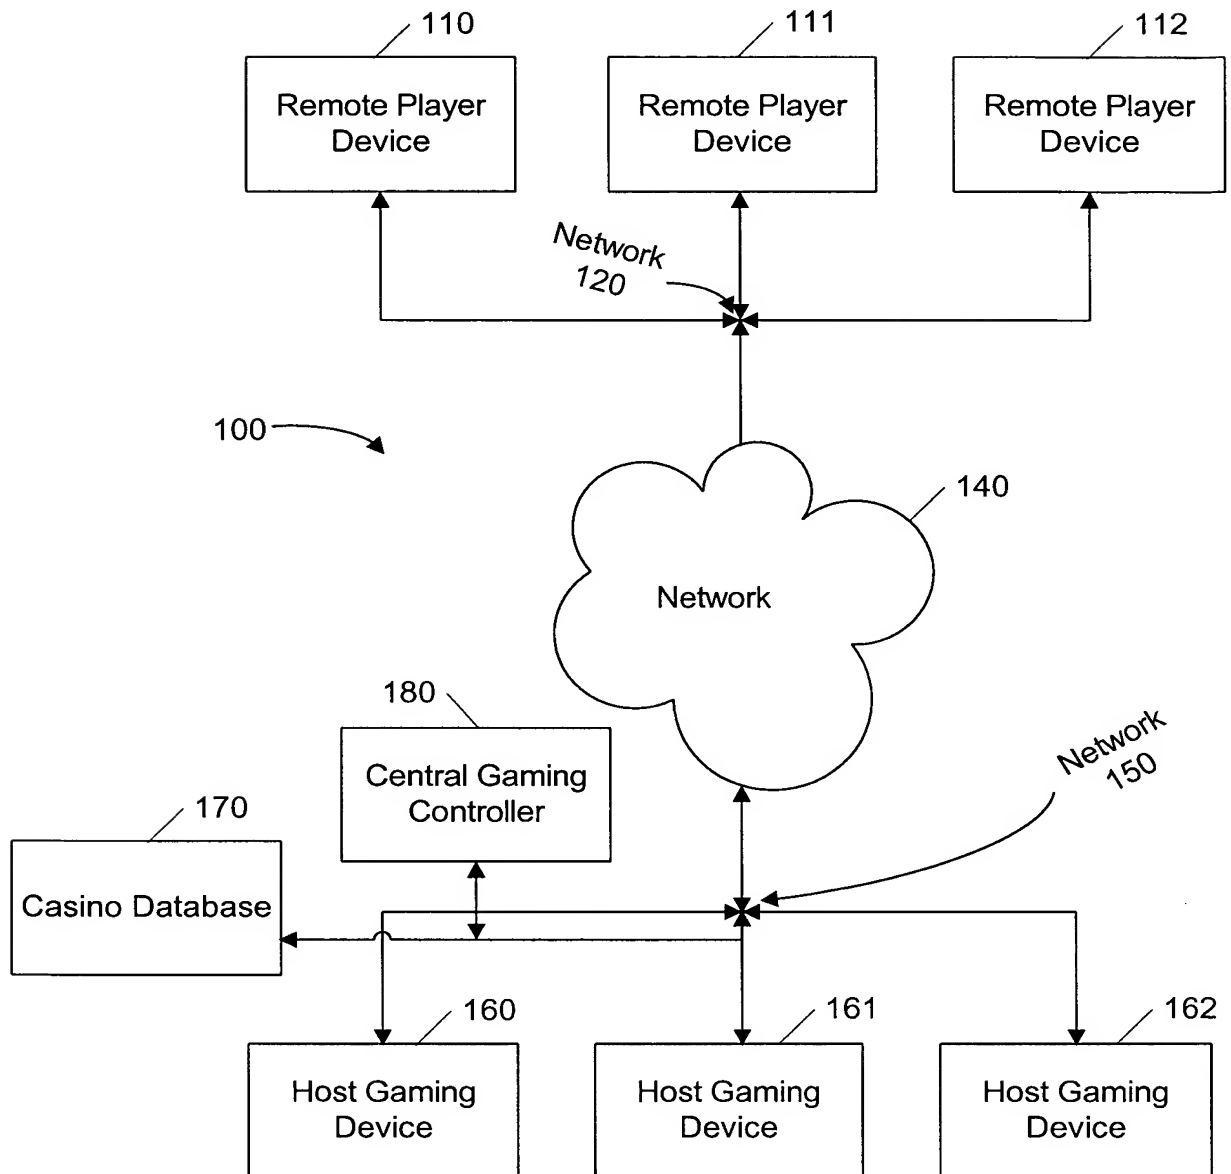 110
111
112
Remote Player
Device
Remote Player
Device
Remote Player
Device
Network
120
100
140
Network
180
Central Gaming
Controller
Network
150
170
Casino Database
160
161
162
Host Gaming
Device
Host Gaming
Device
Host Gaming
Device